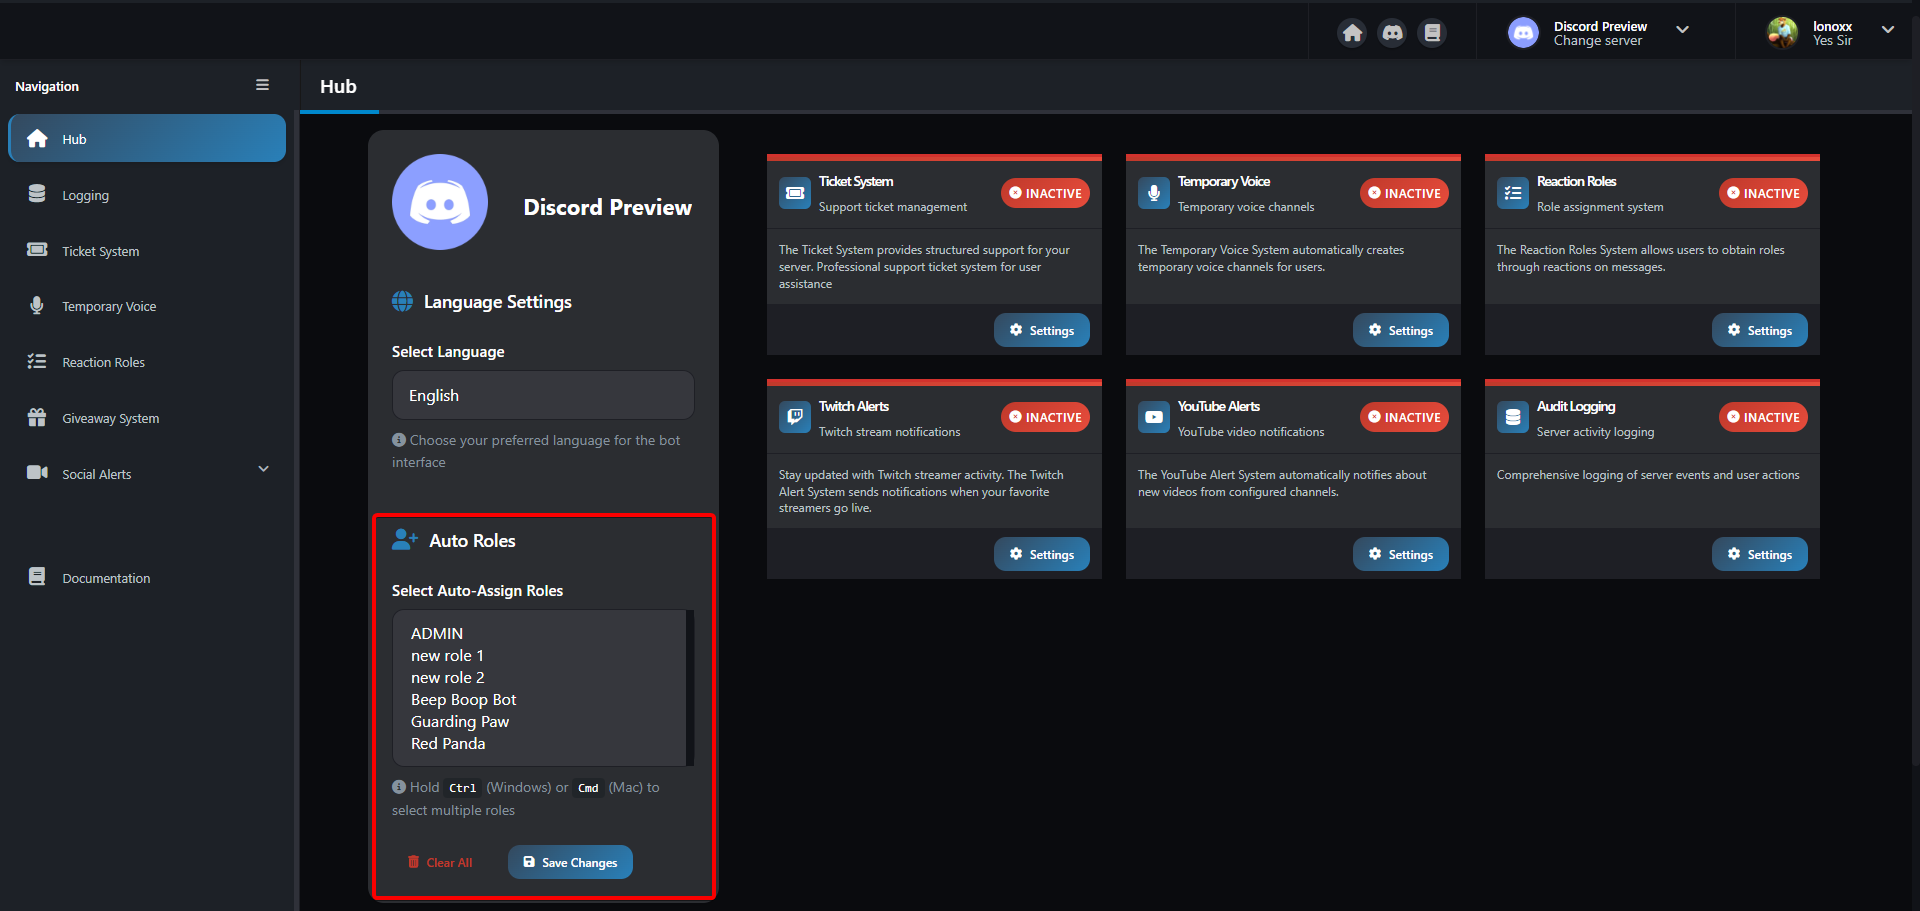 Discord Preview
Change server
lonoxx
Yes Sir
Navigation
Hub
Logging
Ticket System
Temporary Voice
Reaction Roles
Giveaway System
Social Alerts
Documentation
Hub
Discord Preview
Language Settings
Select Language
English
Choose your preferred language for the bot
interface
Auto Roles
Select Auto-Assign Roles
ADMIN
new role 1
new role 2
Beep Boop Bot
Guarding Paw
Red Panda
Hold Ctrl (Windows) or Cmd (Mac) to
select multiple roles
Clear All
Save Changes
Ticket System
Support ticket management
INACTIVE
The Ticket System provides structured support for your
server. Professional support ticket system for user
assistance
Settings
Temporary Voice
Temporary voice channels
INACTIVE
The Temporary Voice System automatically creates
temporary voice channels for users.
Settings
Reaction Roles
Role assignment system
INACTIVE
The Reaction Roles System allows users to obtain roles
through reactions on messages.
Settings
Twitch Alerts
Twitch stream notifications
INACTIVE
Stay updated with Twitch streamer activity. The Twitch
Alert System sends notifications when your favorite
streamers go live.
Settings
YouTube Alerts
YouTube video notifications
INACTIVE
The YouTube Alert System automatically notifies about
new videos from configured channels.
Settings
Audit Logging
Server activity logging
INACTIVE
Comprehensive logging of server events and user actions
Settings